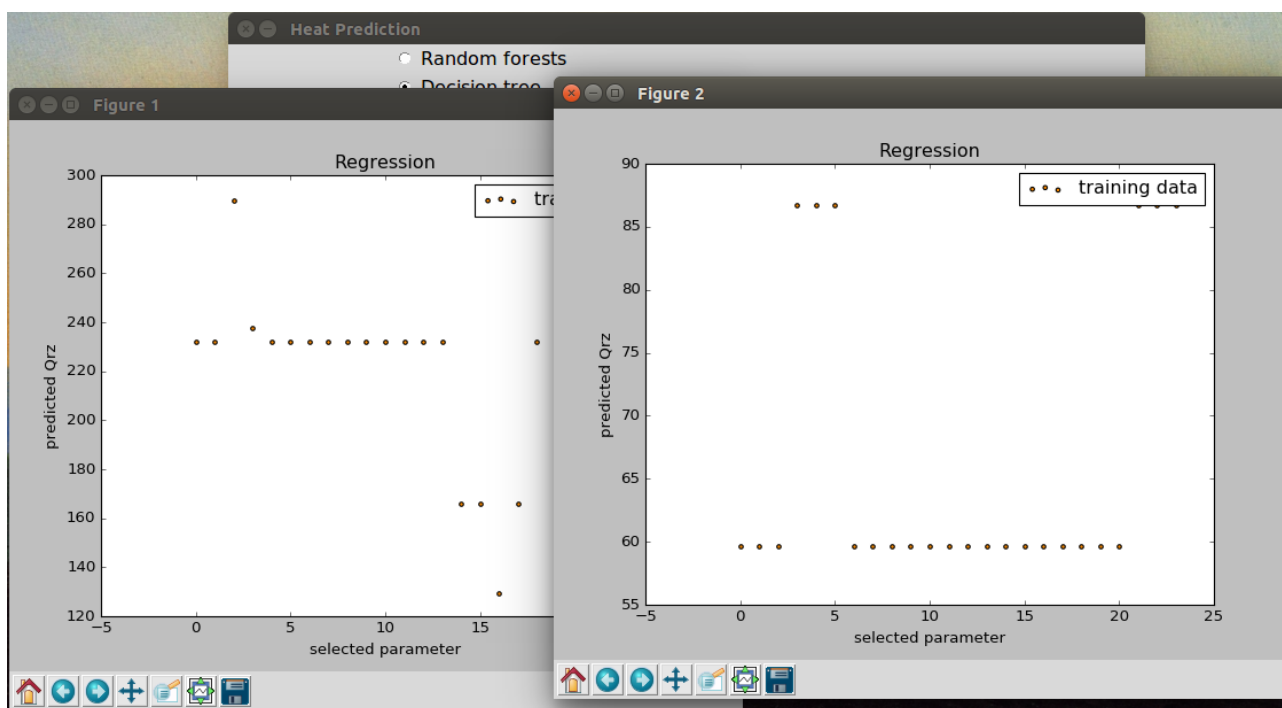 Heat Prediction
Random forests
Decision tree
Figure 1
Regression
300
280
260
240
220
200
180
160
140
120
predicted Qrz
−5 0 5 10 15
selected parameter
Figure 2
Regression
training data
90
85
80
75
70
65
60
55
predicted Qrz
−5 0 5 10 15 20 25
selected parameter